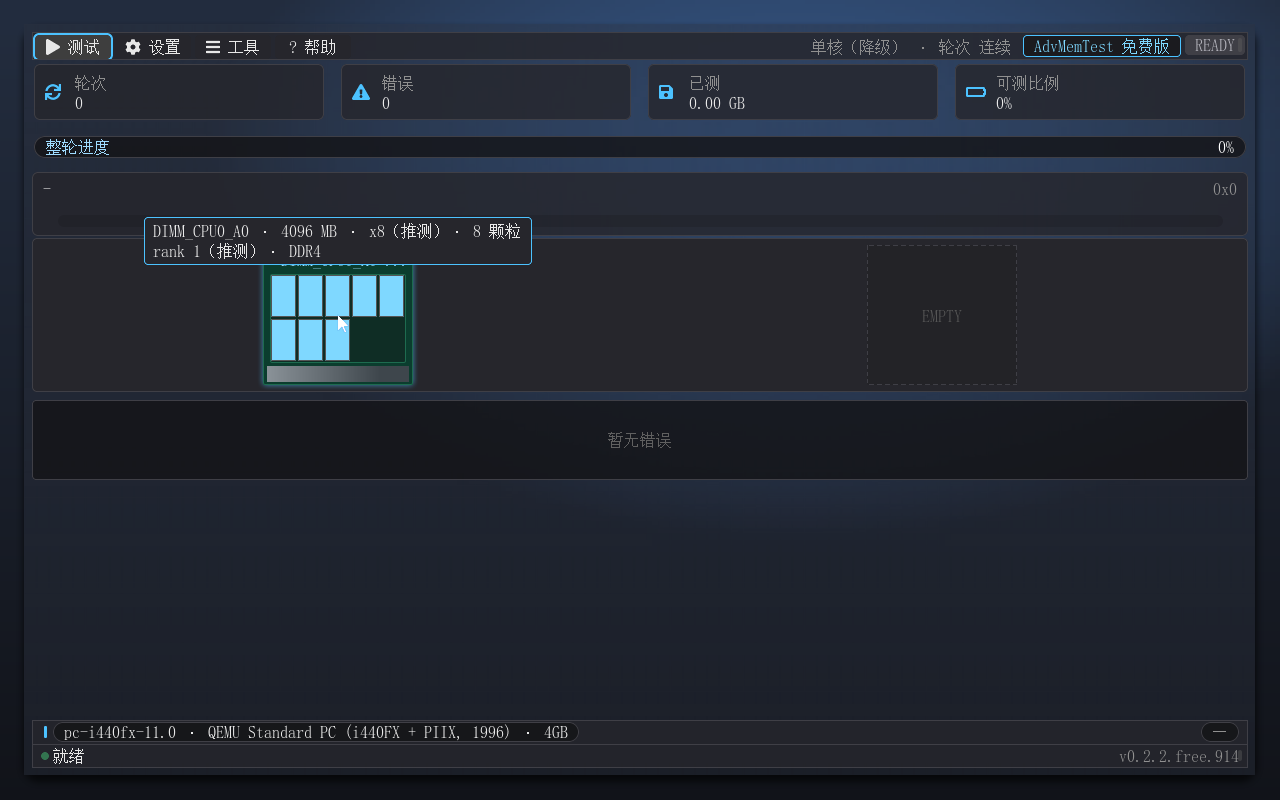 测试 设置 工具 ? 帮助 单核（降级） · 轮次 连续 AdvMemTest 免费版 READY
轮次
0
错误
0
已测
0.00 GB
可测比例
0%
整轮进度 0%
— 0x0
DIMM_CPU0_A0 · 4096 MB · x8（推测） · 8 颗粒
rank 1（推测） · DDR4
EMPTY
暂无错误
pc-i440fx-11.0 · QEMU Standard PC (i440FX + PIIX, 1996) · 4GB —
就绪 v0.2.2.free.914